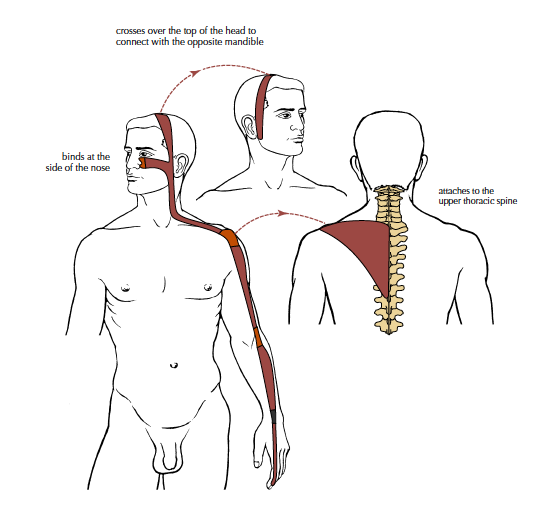 crosses over the top of the head to
connect with the opposite mandible
binds at the
side of the nose
attaches to the
upper thoracic spine